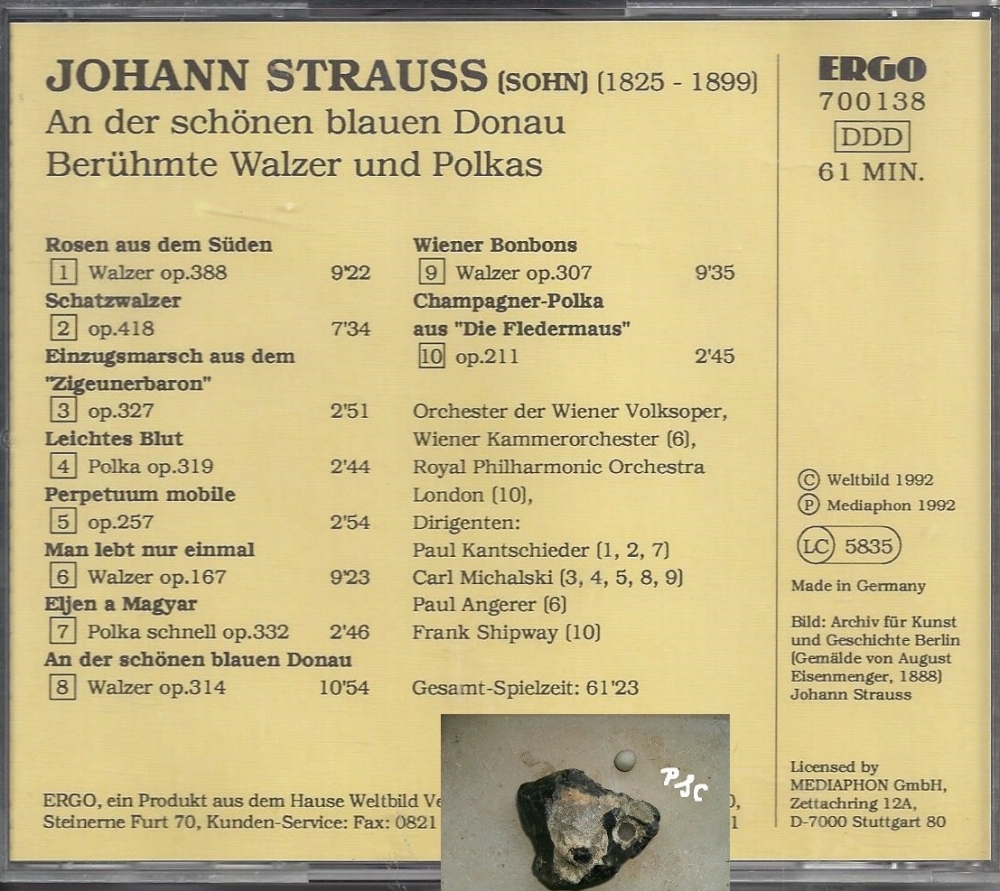 JOHANN STRAUSS (SOHN) (1825 - 1899)
An der schönen blauen Donau
Berühmte Walzer und Polkas
Rosen aus dem Süden
1 Walzer op.388 9'22
Schatzwalzer
2 op.418 7'34
Einzugsmarsch aus dem
"Zigeunerbaron"
3 op.327 2'51
Leichtes Blut
4 Polka op.319 2'44
Perpetuum mobile
5 op.257 2'54
Man lebt nur einmal
6 Walzer op.167 9'23
Eljen a Magyar
7 Polka schnell op.332 2'46
An der schönen blauen Donau
8 Walzer op.314 10'54
Wiener Bonbons
9 Walzer op.307 9'35
Champagner-Polka
aus "Die Fledermaus"
10 op.211 2'45
Orchester der Wiener Volksoper,
Wiener Kammerorchester (6),
Royal Philharmonic Orchestra
London (10),
Dirigenten:
Paul Kantschieder (1, 2, 7)
Carl Michalski (3, 4, 5, 8, 9)
Paul Angerer (6)
Frank Shipway (10)
Gesamt-Spielzeit: 61'23
ERGO, ein Produkt aus dem Hause Weltbild
Steinerne Furt 70, Kunden-Service: Fax: 0821
PSC
ERGO
700138
DDD
61 MIN.
© Weltbild 1992
℗ Mediaphon 1992
LC 5835
Made in Germany
Bild: Archiv für Kunst
und Geschichte Berlin
(Gemälde von August
Eisenmenger, 1888)
Johann Strauss
Licensed by
MEDIAPHON GmbH,
Zettachring 12A,
D-7000 Stuttgart 80